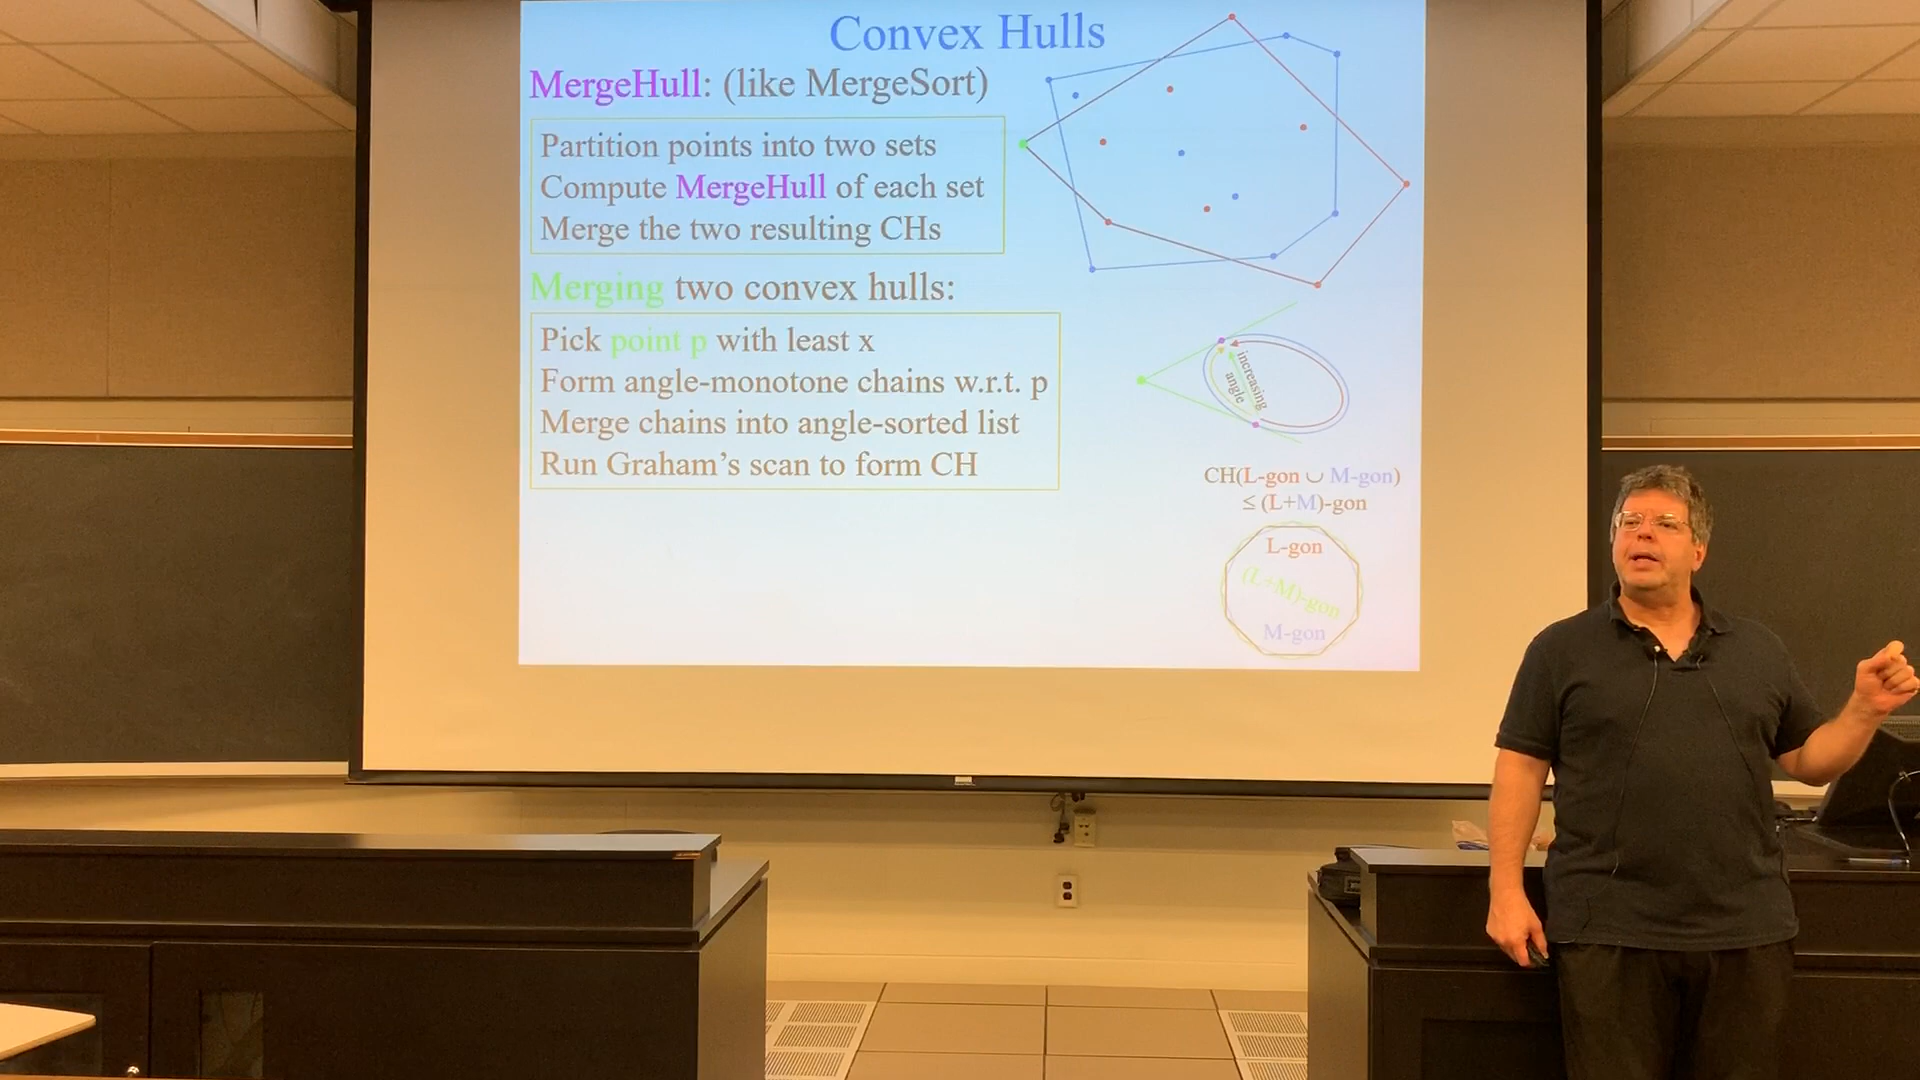 Convex Hulls
MergeHull: (like MergeSort)
Partition points into two sets
Compute MergeHull of each set
Merge the two resulting CHs
Merging two convex hulls:
Pick point p with least x
Form angle-monotone chains w.r.t. p
Merge chains into angle-sorted list
Run Graham’s scan to form CH
increasing
angle
CH(L-gon ∪ M-gon)
≤ (L+M)-gon
L-gon
(L+M)-gon
M-gon